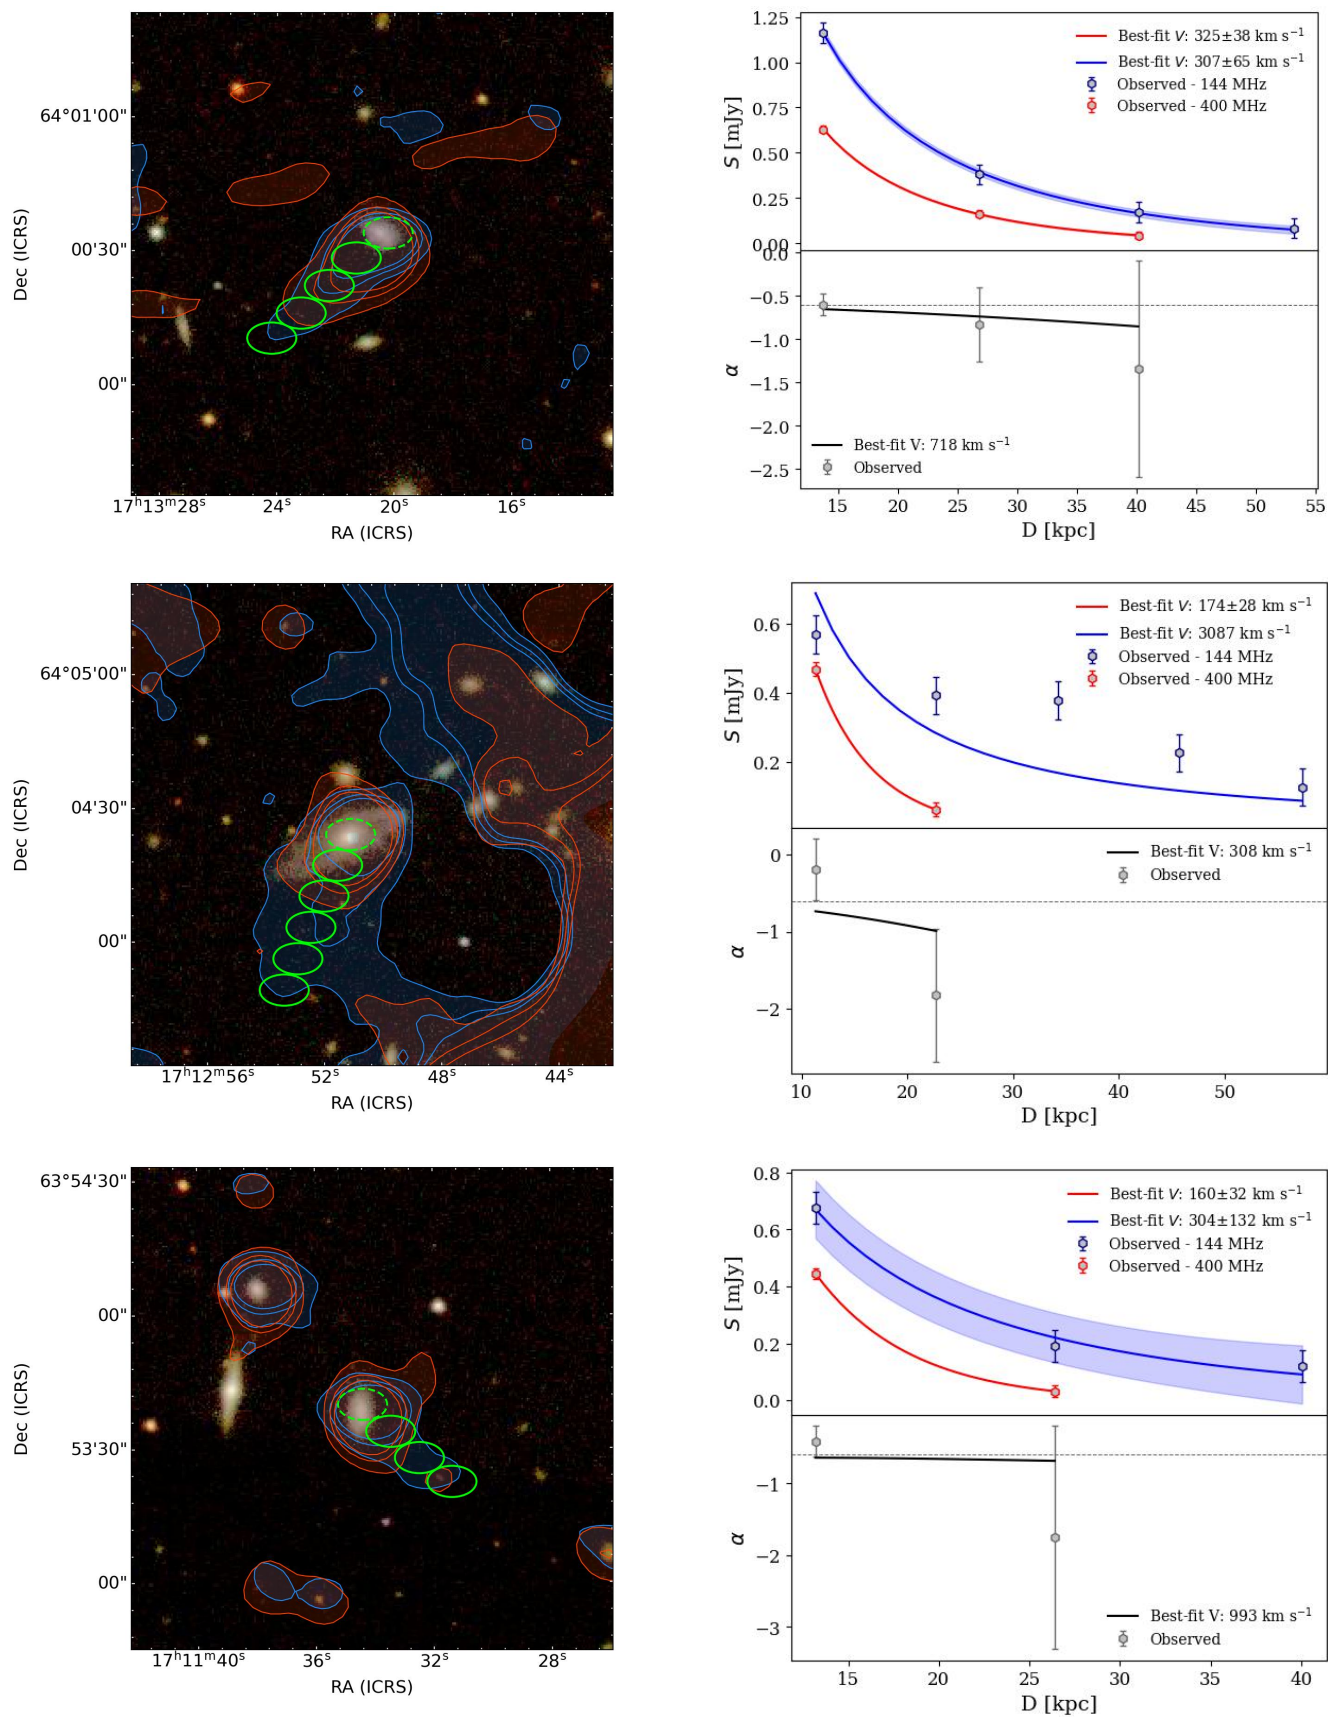 64°01'00"
00'30"
00"
Dec (ICRS)
17ʰ13ᵐ28ˢ 24ˢ 20ˢ 16ˢ
RA (ICRS)
1.25
1.00
0.75
0.50
0.25
0.00
S [mJy]
Best-fit V: 325±38 km s⁻¹
Best-fit V: 307±65 km s⁻¹
Observed - 144 MHz
Observed - 400 MHz
0.0
−0.5
−1.0
−1.5
−2.0
−2.5
α
Best-fit V: 718 km s⁻¹
Observed
15 20 25 30 35 40 45 50 55
D [kpc]
64°05'00"
04'30"
00"
Dec (ICRS)
17ʰ12ᵐ56ˢ 52ˢ 48ˢ 44ˢ
RA (ICRS)
0.6
0.4
0.2
S [mJy]
Best-fit V: 174±28 km s⁻¹
Best-fit V: 3087 km s⁻¹
Observed - 144 MHz
Observed - 400 MHz
0
−1
−2
α
Best-fit V: 308 km s⁻¹
Observed
10 20 30 40 50
D [kpc]
63°54'30"
00"
53'30"
00"
Dec (ICRS)
17ʰ11ᵐ40ˢ 36ˢ 32ˢ 28ˢ
RA (ICRS)
0.8
0.6
0.4
0.2
0.0
S [mJy]
Best-fit V: 160±32 km s⁻¹
Best-fit V: 304±132 km s⁻¹
Observed - 144 MHz
Observed - 400 MHz
−1
−2
−3
α
Best-fit V: 993 km s⁻¹
Observed
15 20 25 30 35 40
D [kpc]